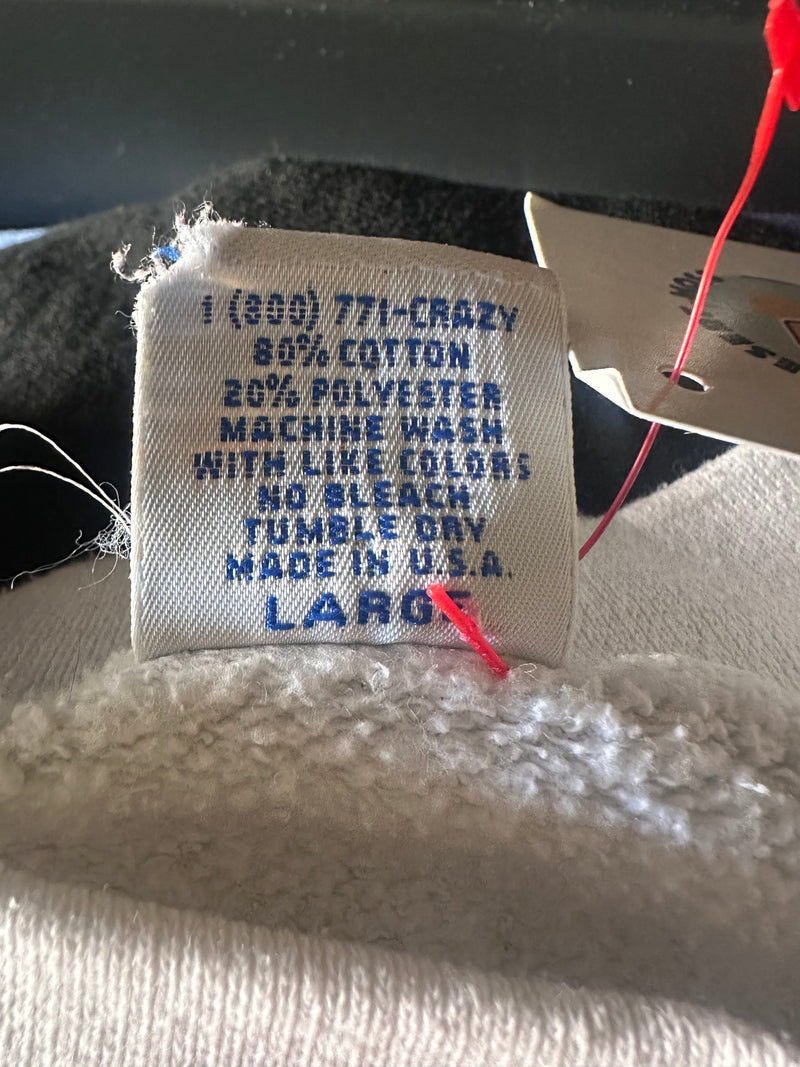 1 (800) 771-CRAZY
80% COTTON
20% POLYESTER
MACHINE WASH
WITH LIKE COLORS
NO BLEACH
TUMBLE DRY
MADE IN U.S.A.
LARGE